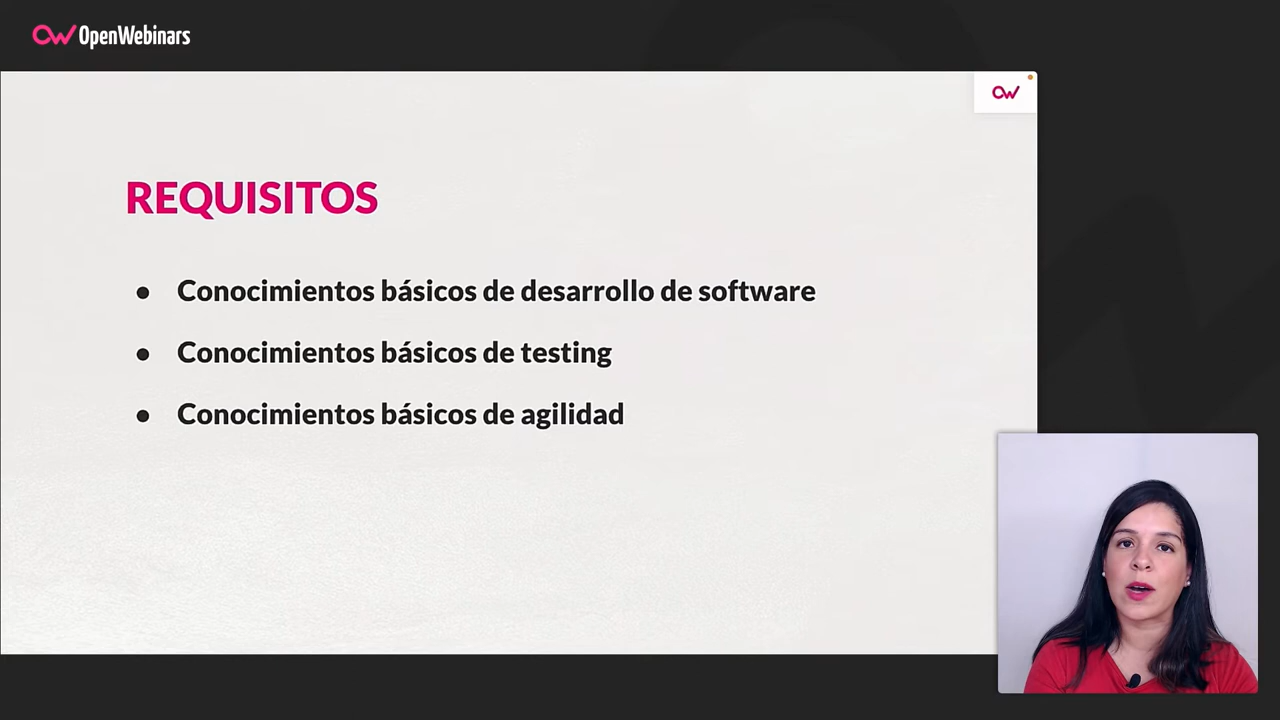 OpenWebinars
REQUISITOS
● Conocimientos básicos de desarrollo de software
● Conocimientos básicos de testing
● Conocimientos básicos de agilidad